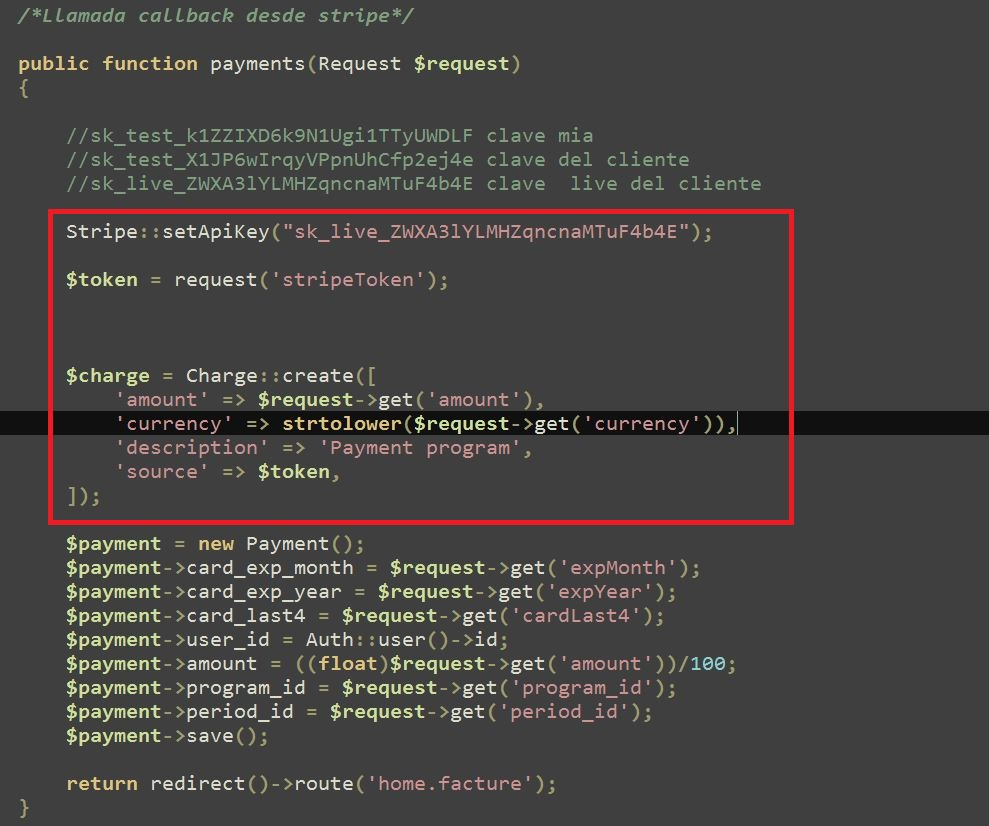 /*Llamada callback desde stripe*/
public function payments(Request $request)
{
//sk_test_k1ZZIXD6k9N1Ugi1TTyUWDLF clave mia
//sk_test_X1JP6wIrqyVPpnUhCfp2ej4e clave del cliente
//sk_live_ZWXA3lYLMHZqncnaMTuF4b4E clave  live del cliente
Stripe::setApiKey("sk_live_ZWXA3lYLMHZqncnaMTuF4b4E");
$token = request('stripeToken');
$charge = Charge::create([
'amount' => $request->get('amount'),
'currency' => strtolower($request->get('currency')),
'description' => 'Payment program',
'source' => $token,
]);
$payment = new Payment();
$payment->card_exp_month = $request->get('expMonth');
$payment->card_exp_year = $request->get('expYear');
$payment->card_last4 = $request->get('cardLast4');
$payment->user_id = Auth::user()->id;
$payment->amount = ((float)$request->get('amount'))/100;
$payment->program_id = $request->get('program_id');
$payment->period_id = $request->get('period_id');
$payment->save();
return redirect()->route('home.facture');
}